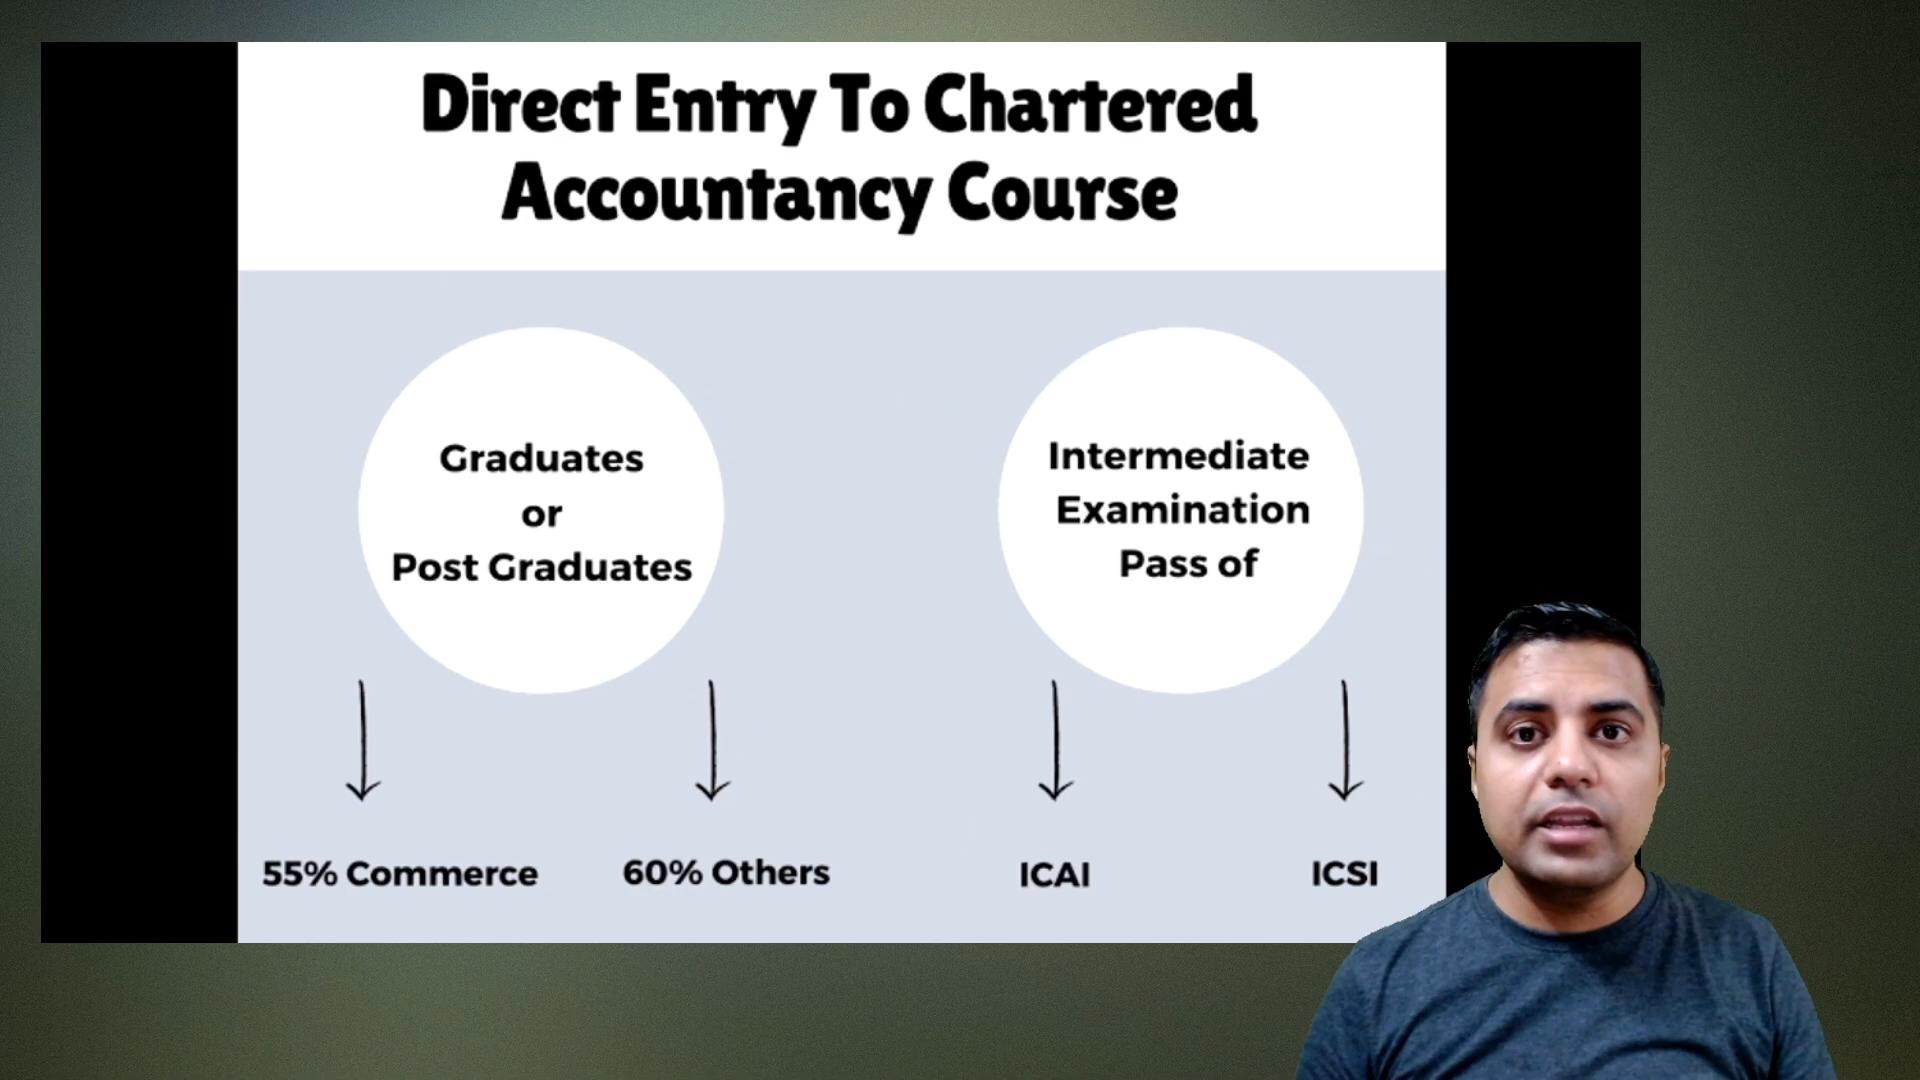 Direct Entry To Chartered
Accountancy Course
Graduates
or
Post Graduates
Intermediate
Examination
Pass of
55% Commerce
60% Others
ICAI
ICSI